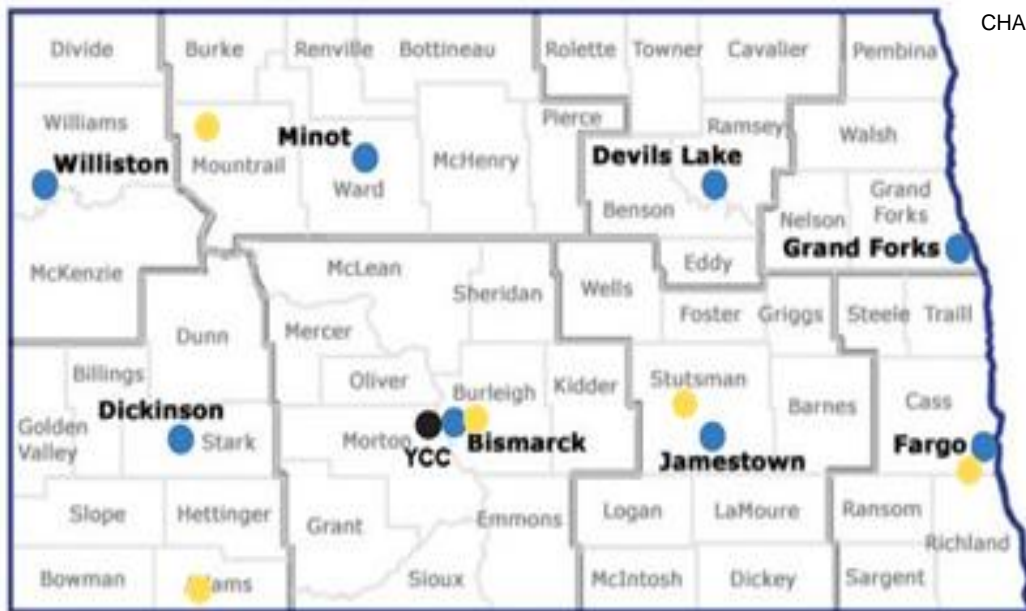 CHA
Divide
Burke
Renville
Bottineau
Rolette
Towner
Cavalier
Pembina
Williams
Williston
Mountrail
Minot
Ward
McHenry
Pierce
Devils Lake
Ramsey
Benson
Walsh
Nelson
Grand
Forks
Grand Forks
McKenzie
McLean
Sheridan
Wells
Eddy
Foster
Griggs
Steele
Traill
Dunn
Mercer
Oliver
Burleigh
Kidder
Stutsman
Barnes
Cass
Billings
Golden
Valley
Dickinson
Stark
Morton
YCC
Bismarck
Jamestown
Fargo
Slope
Hettinger
Grant
Emmons
Logan
LaMoure
Ransom
Richland
Bowman
Adams
Sioux
McIntosh
Dickey
Sargent